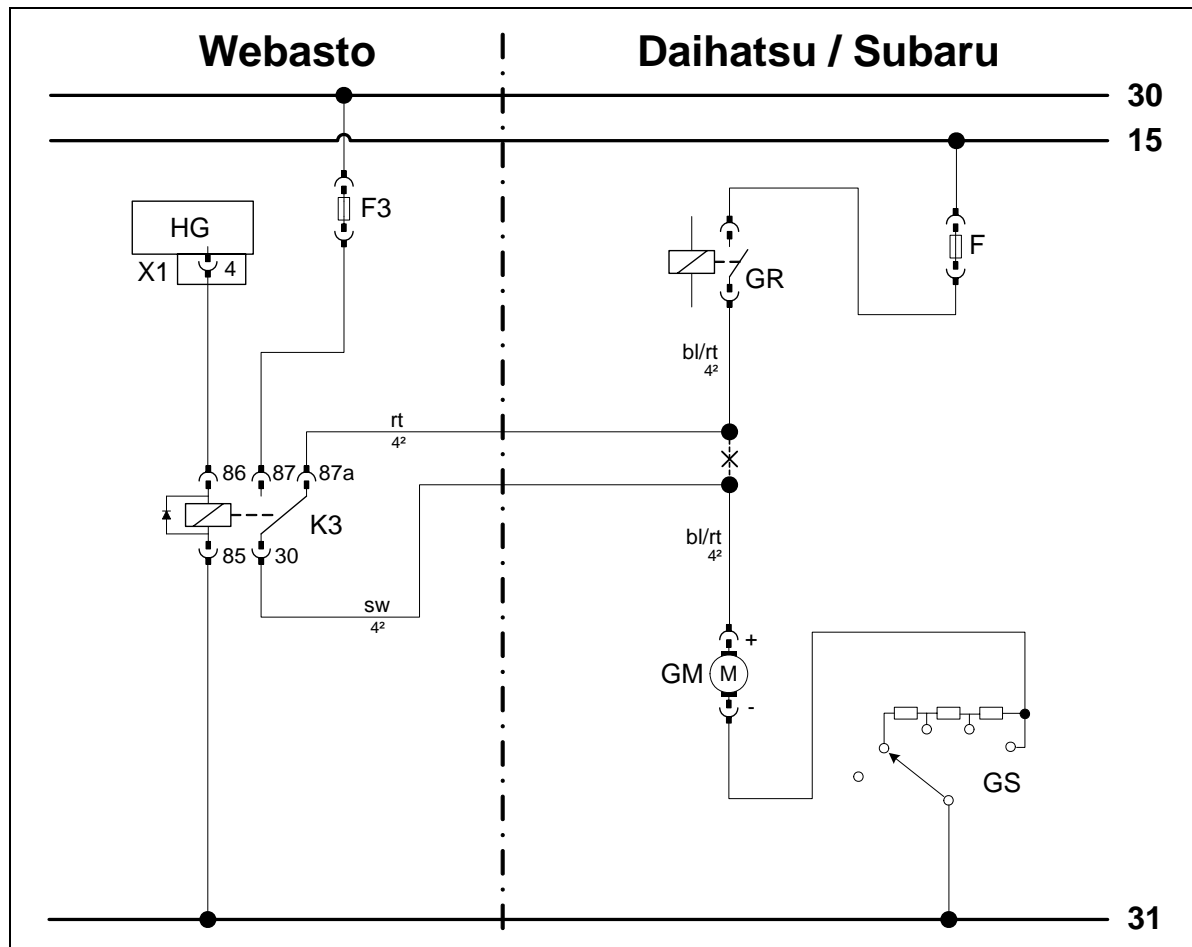 Webasto
Daihatsu / Subaru
30
15
HG
F3
X1
4
F
GR
bl/rt
4²
rt
4²
86
87
87a
K3
85
30
bl/rt
4²
sw
4²
+
GM
M
-
GS
31